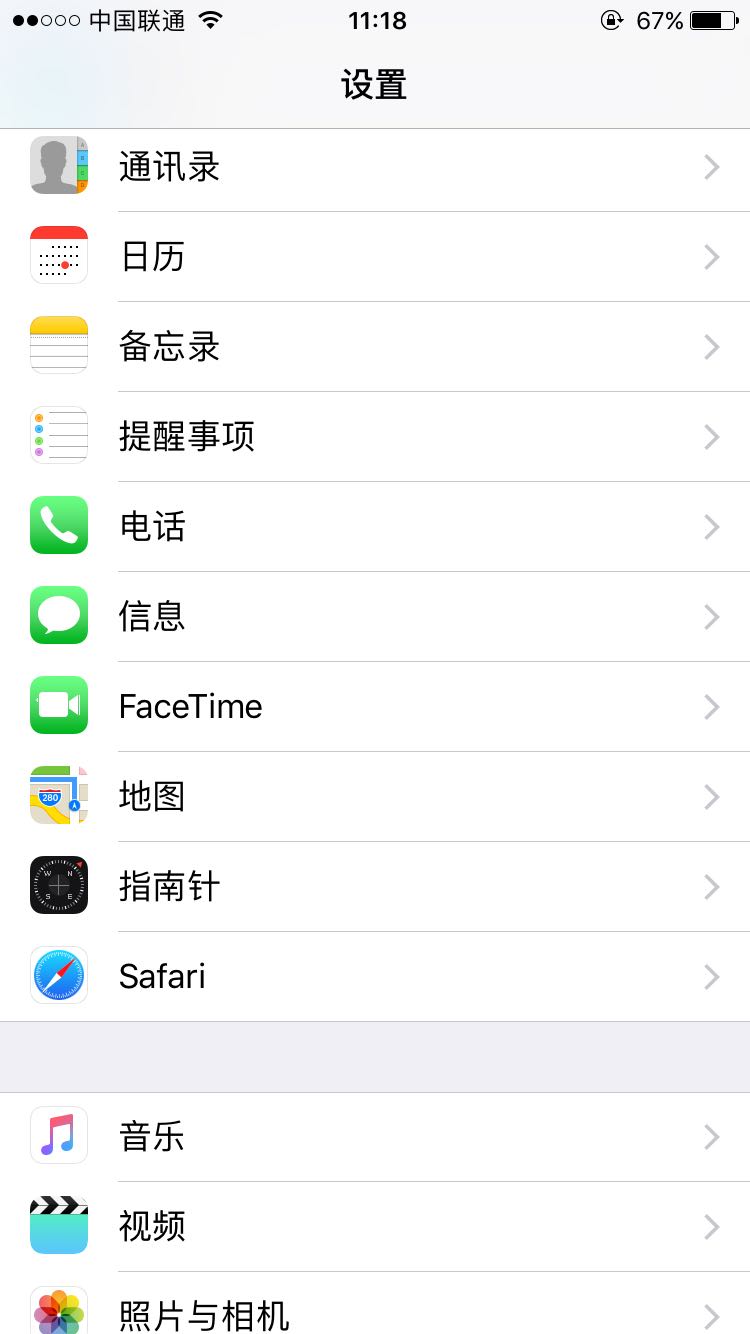 中国联通 11:18 67%
设置
通讯录
日历
备忘录
提醒事项
电话
信息
FaceTime
280
地图
W N
S E
指南针
Safari
音乐
视频
照片与相机